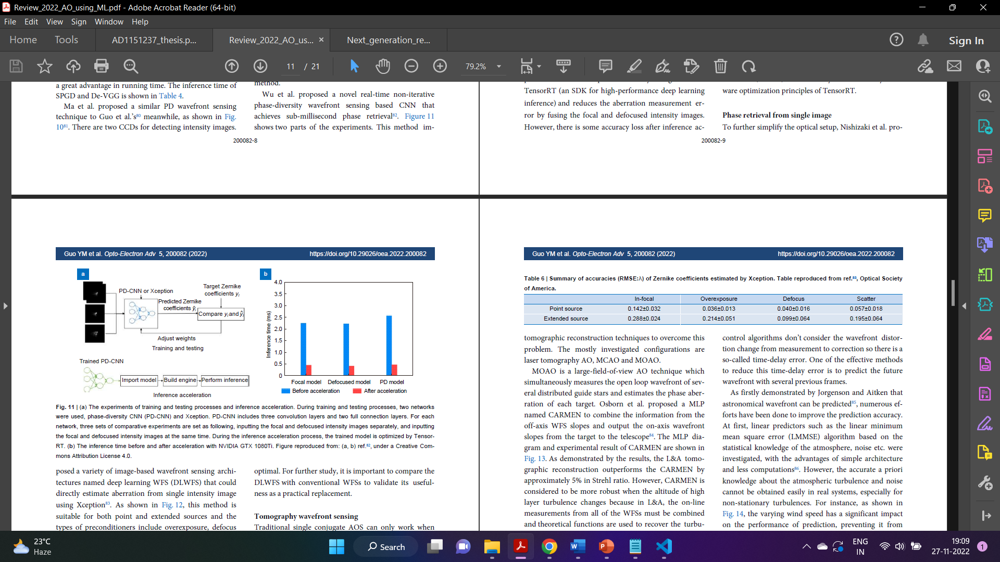 Review_2022_AO_using_ML.pdf - Adobe Acrobat Reader (64-bit)
File Edit View Sign Window Help
Home Tools AD1151237_thesis.p... Review_2022_AO_us... × Next_generation_re... Sign In
11 / 21 79.2%
a great advantage in running time. The inference time of
SPGD and De-VGG is shown in Table 4.
Ma et al. proposed a similar PD wavefront sensing
technique to Guo et al.’s80 meanwhile, as shown in Fig.
1081. There are two CCDs for detecting intensity images.
method.
Wu et al. proposed a novel real-time non-iterative
phase-diversity wavefront sensing based CNN that
achieves sub-millisecond phase retrieval82. Figure 11
shows two parts of the experiments. This method im-
200082-8
TensorRT (an SDK for high-performance deep learning
inference) and reduces the aberration measurement er-
ror by fusing the focal and defocused intensity images.
However, there is some accuracy loss after inference ac-
ware optimization principles of TensorRT.
Phase retrieval from single image
To further simplify the optical setup, Nishizaki et al. pro-
200082-9
Guo YM et al. Opto-Electron Adv 5, 200082 (2022) https://doi.org/10.29026/oea.2022.200082
a
PD-CNN or Xception
Target Zernike
coefficients yi
Predicted Zernike
coefficients ŷi
Compare yi and ŷi
Adjust weights
Training and testing
Trained PD-CNN
Import model
Build engine
Perform inference
Inference acceleration
b
Inference time (ms)
4.0
3.5
3.0
2.5
2.0
1.5
1.0
0.5
0
Focal model Defocused model PD model
Before acceleration After acceleration
Fig. 11 | (a) The experiments of training and testing processes and inference acceleration. During training and testing processes, two networks
were used, phase-diversity CNN (PD-CNN) and Xception. PD-CNN includes three convolution layers and two full connection layers. For each
network, three sets of comparative experiments are set as following, inputting the focal and defocused intensity images separately, and inputting
the focal and defocused intensity images at the same time. During the inference acceleration process, the trained model is optimized by Tensor-
RT. (b) The inference time before and after acceleration with NVIDIA GTX 1080Ti. Figure reproduced from: (a, b) ref.82, under a Creative Com-
mons Attribution License 4.0.
posed a variety of image-based wavefront sensing archi-
tectures named deep learning WFS (DLWFS) that could
directly estimate aberration from single intensity image
using Xception83. As shown in Fig. 12, this method is
suitable for both point and extended sources and the
types of preconditioners include overexposure, defocus
optimal. For further study, it is important to compare the
DLWFS with conventional WFSs to validate its useful-
ness as a practical replacement.
Tomography wavefront sensing
Traditional single conjugate AOS can only work when
Guo YM et al. Opto-Electron Adv 5, 200082 (2022) https://doi.org/10.29026/oea.2022.200082
Table 6 | Summary of accuracies (RMSE:λ) of Zernike coefficients estimated by Xception. Table reproduced from ref.83, Optical Society
of America.
In-focal Overexposure Defocus Scatter
Point source 0.142±0.032 0.036±0.013 0.040±0.016 0.057±0.018
Extended source 0.288±0.024 0.214±0.051 0.099±0.064 0.195±0.064
tomographic reconstruction techniques to overcome this
problem. The mostly investigated configurations are
laser tomography AO, MCAO and MOAO.
MOAO is a large-field-of-view AO technique which
simultaneously measures the open loop wavefront of sev-
eral distributed guide stars and estimates the phase aber-
ration of each target. Osborn et al. proposed a MLP
named CARMEN to combine the information from the
off-axis WFS slopes and output the on-axis wavefront
slopes from the target to the telescope84. The MLP dia-
gram and experimental result of CARMEN are shown in
Fig. 13. As demonstrated by the results, the L&A tomo-
graphic reconstruction outperforms the CARMEN by
approximately 5% in Strehl ratio. However, CARMEN is
considered to be more robust when the altitude of high
layer turbulence changes because in L&A, the on-line
measurements from all of the WFSs must be combined
and theoretical functions are used to recover the turbu-
control algorithms don’t consider the wavefront distor-
tion change from measurement to correction so there is a
so-called time-delay error. One of the effective methods
to reduce this time-delay error is to predict the future
wavefront with several previous frames.
As firstly demonstrated by Jorgenson and Aitken that
astronomical wavefront can be predicted85, numerous ef-
forts have been done to improve the prediction accuracy.
At first, linear predictors such as the linear minimum
mean square error (LMMSE) algorithm based on the
statistical knowledge of the atmosphere, noise etc. were
investigated, with the advantages of simple architecture
and less computations86. However, the accurate a priori
knowledge about the atmospheric turbulence and noise
cannot be obtained easily in real systems, especially for
non-stationary turbulences. For instance, as shown in
Fig. 14, the varying wind speed has a significant impact
on the performance of prediction, preventing it from
23°C
Haze
Search
ENG
IN
19:09
27-11-2022
1